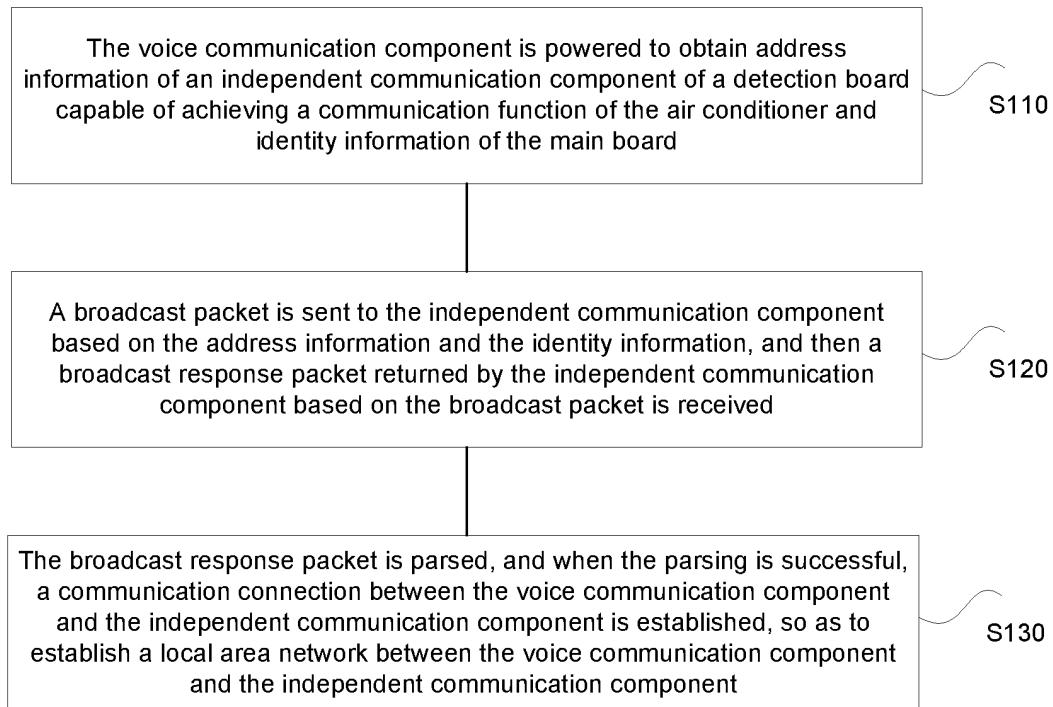 The voice communication component is powered to obtain address
information of an independent communication component of a detection board
capable of achieving a communication function of the air conditioner and
identity information of the main board
S110
A broadcast packet is sent to the independent communication component
based on the address information and the identity information, and then a
broadcast response packet returned by the independent communication
component based on the broadcast packet is received
S120
The broadcast response packet is parsed, and when the parsing is successful,
a communication connection between the voice communication component
and the independent communication component is established, so as to
establish a local area network between the voice communication component
and the independent communication component
S130